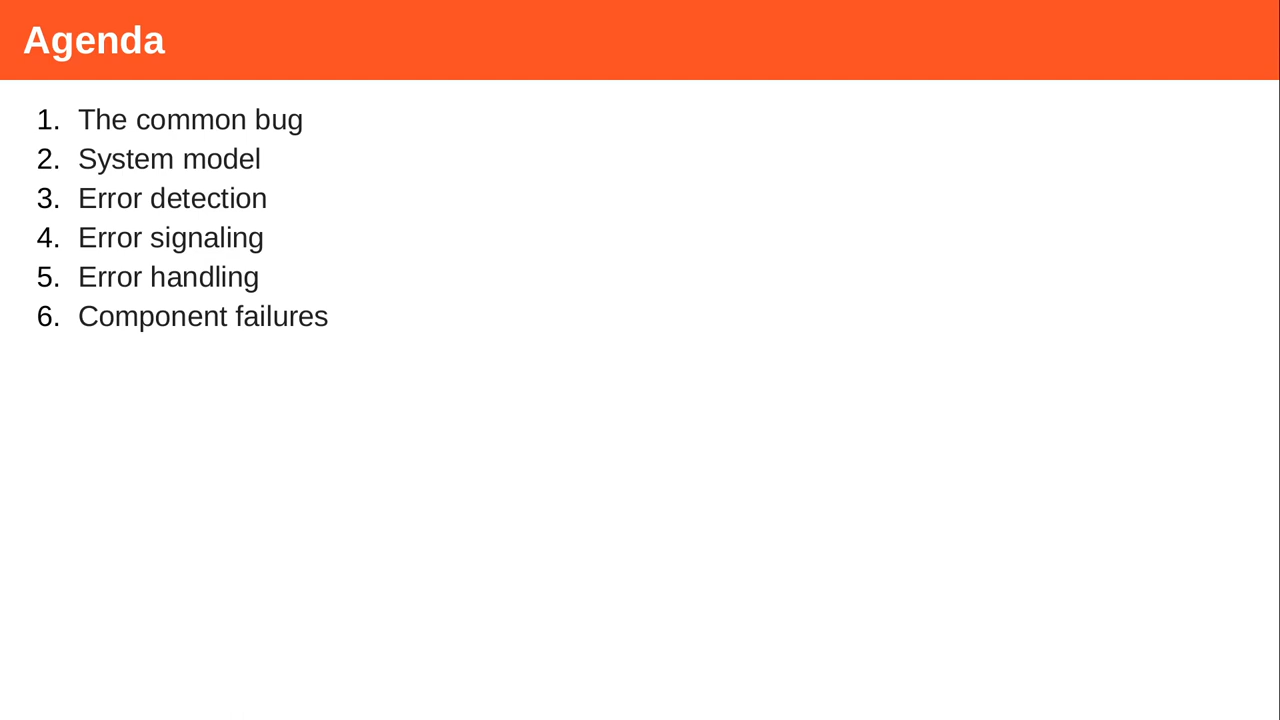 Agenda
1. The common bug
2. System model
3. Error detection
4. Error signaling
5. Error handling
6. Component failures